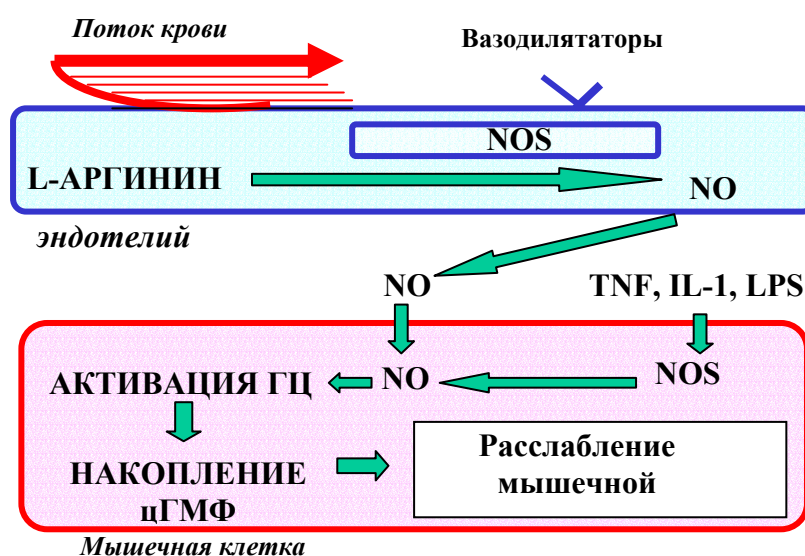 Поток крови
Вазодилятаторы
NOS
L-АРГИНИН
NO
эндотелий
NO
TNF, IL-1, LPS
АКТИВАЦИЯ ГЦ
NO
NOS
НАКОПЛЕНИЕ
цГМФ
Расслабление
мышечной
Мышечная клетка